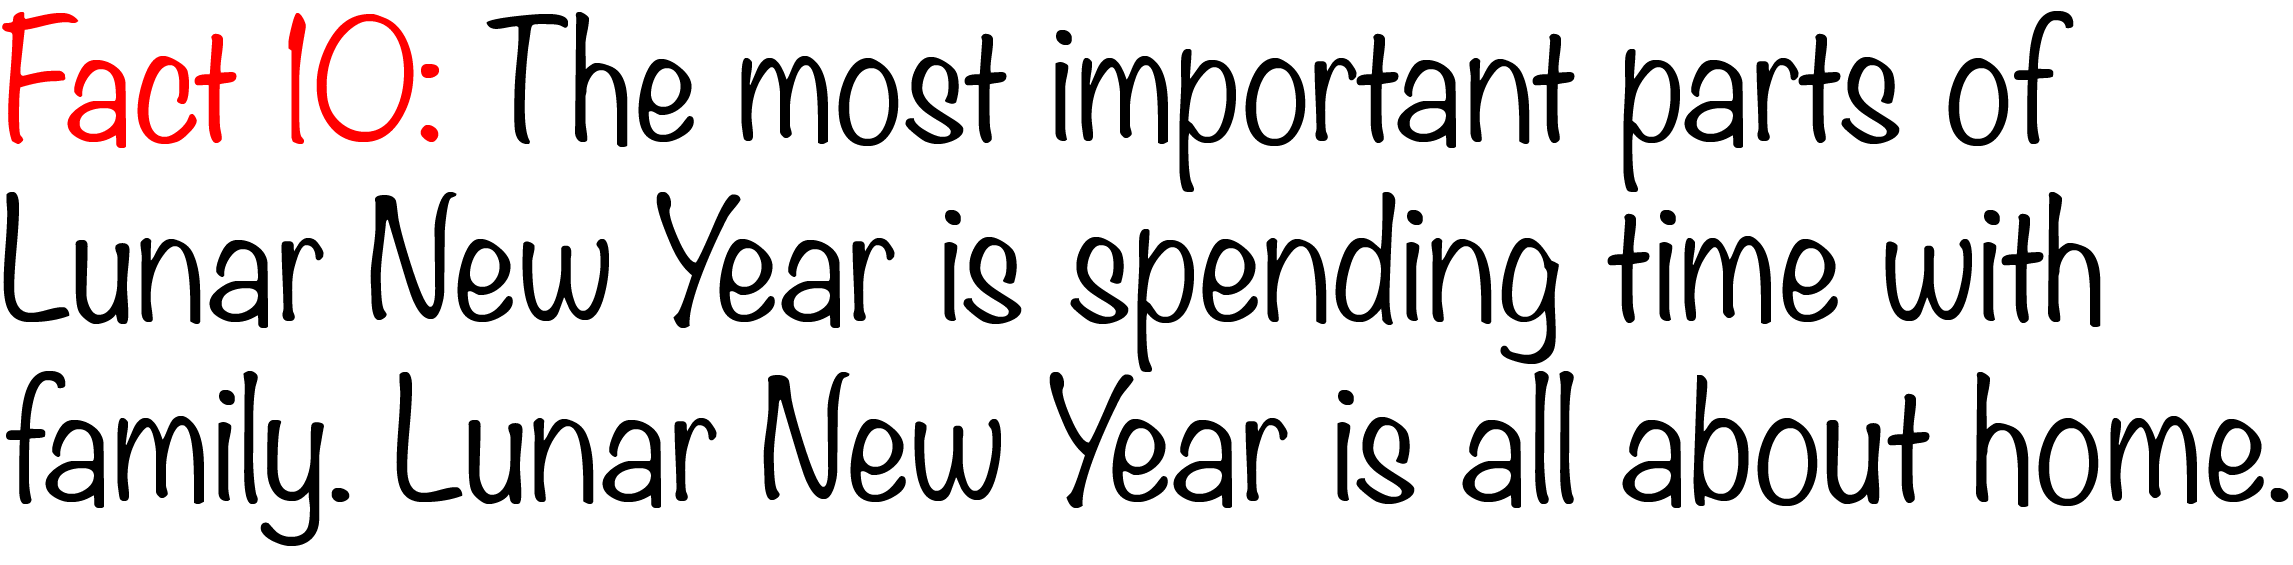 Fact 10: The most important parts of
Lunar New Year is spending time with
family. Lunar New Year is all about home.